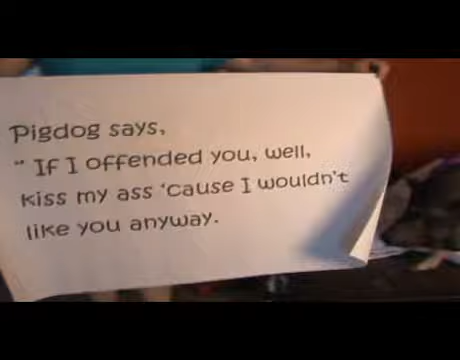 Pigdog says,
" If I offended you, well,
kiss my ass 'cause I wouldn't
like you anyway.